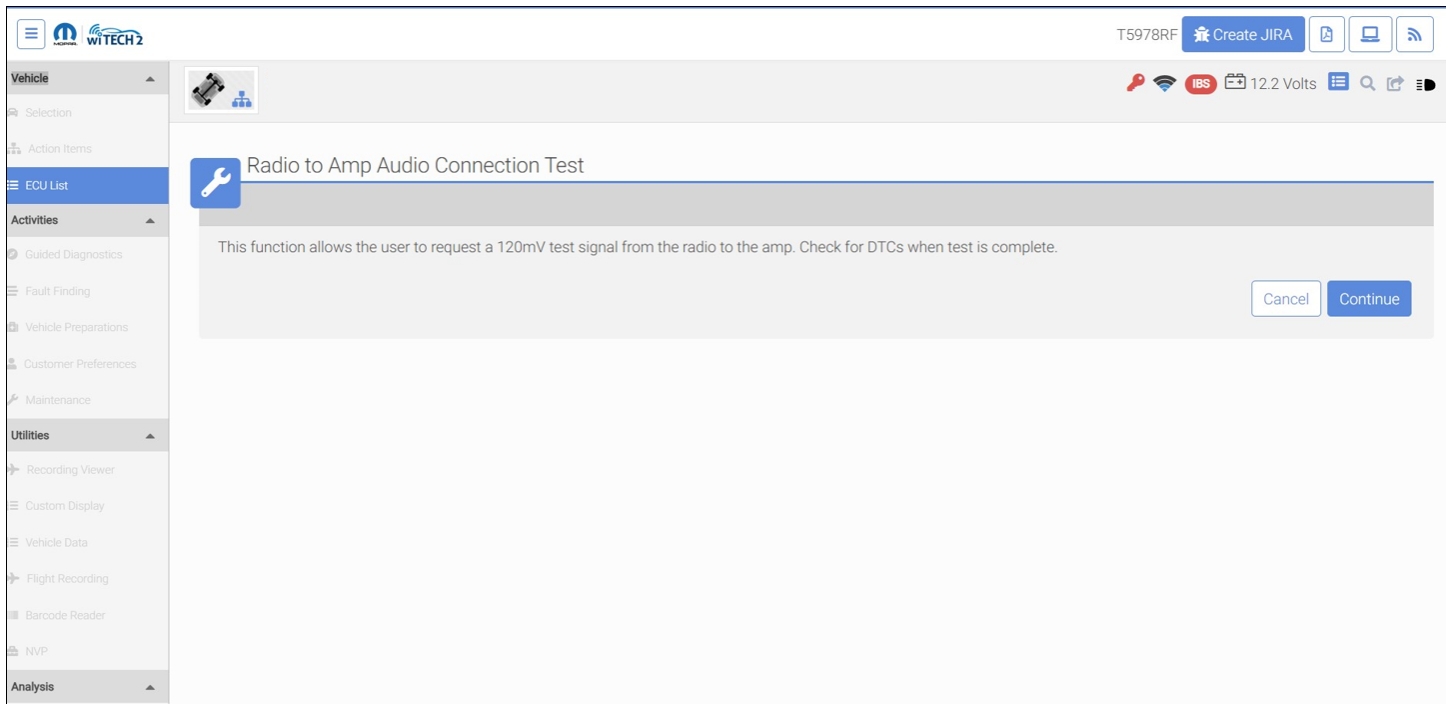 MOPAR wiTECH2 T5978RF Create JIRA
Vehicle
IBS 12.2 Volts
Selection
Action Items
Radio to Amp Audio Connection Test
ECU List
Activities
This function allows the user to request a 120mV test signal from the radio to the amp. Check for DTCs when test is complete.
Guided Diagnostics
Fault Finding
Cancel Continue
Vehicle Preparations
Customer Preferences
Maintenance
Utilities
Recording Viewer
Custom Display
Vehicle Data
Flight Recording
Barcode Reader
NVP
Analysis